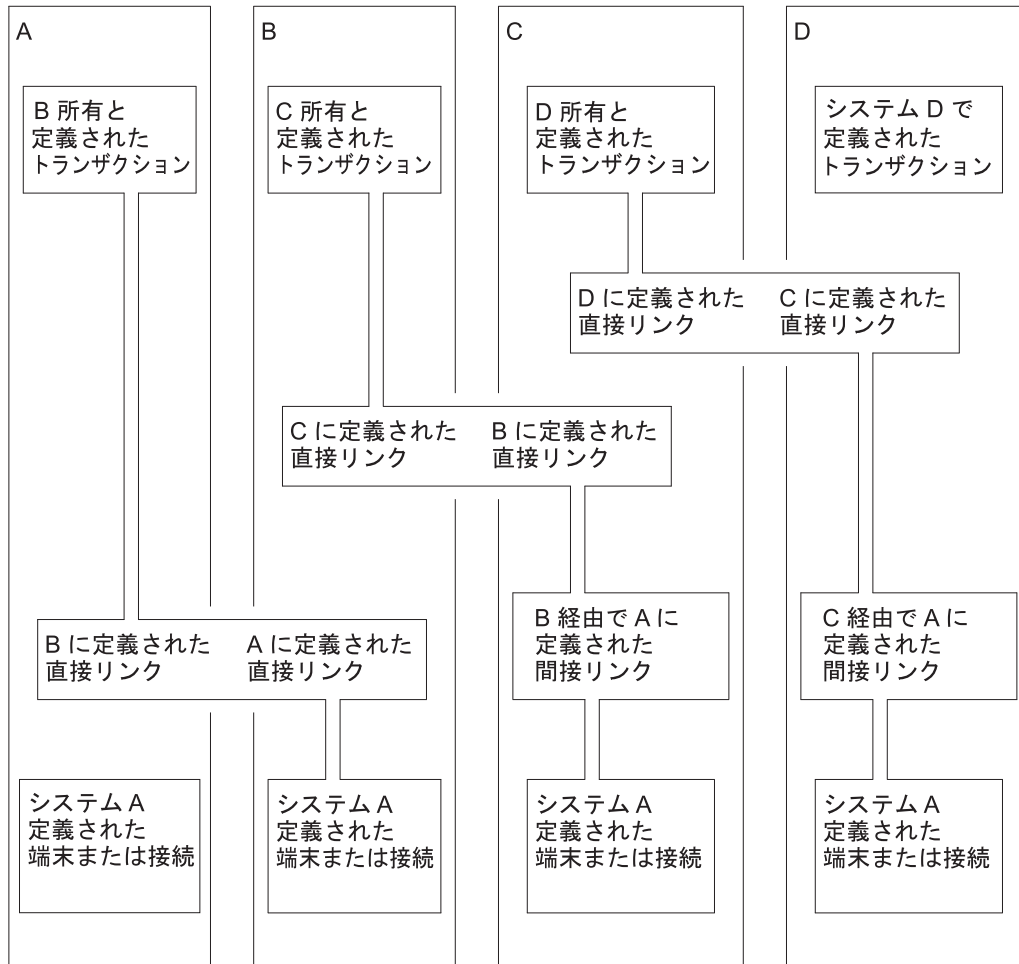 A
B
C
D
B 所有と
定義された
トランザクション
C 所有と
定義された
トランザクション
D 所有と
定義された
トランザクション
システム D で
定義された
トランザクション
D に定義された
直接リンク
C に定義された
直接リンク
C に定義された
直接リンク
B に定義された
直接リンク
B に定義された
直接リンク
A に定義された
直接リンク
B 経由で A に
定義された
間接リンク
C 経由で A に
定義された
間接リンク
システム A
定義された
端末または接続
システム A
定義された
端末または接続
システム A
定義された
端末または接続
システム A
定義された
端末または接続